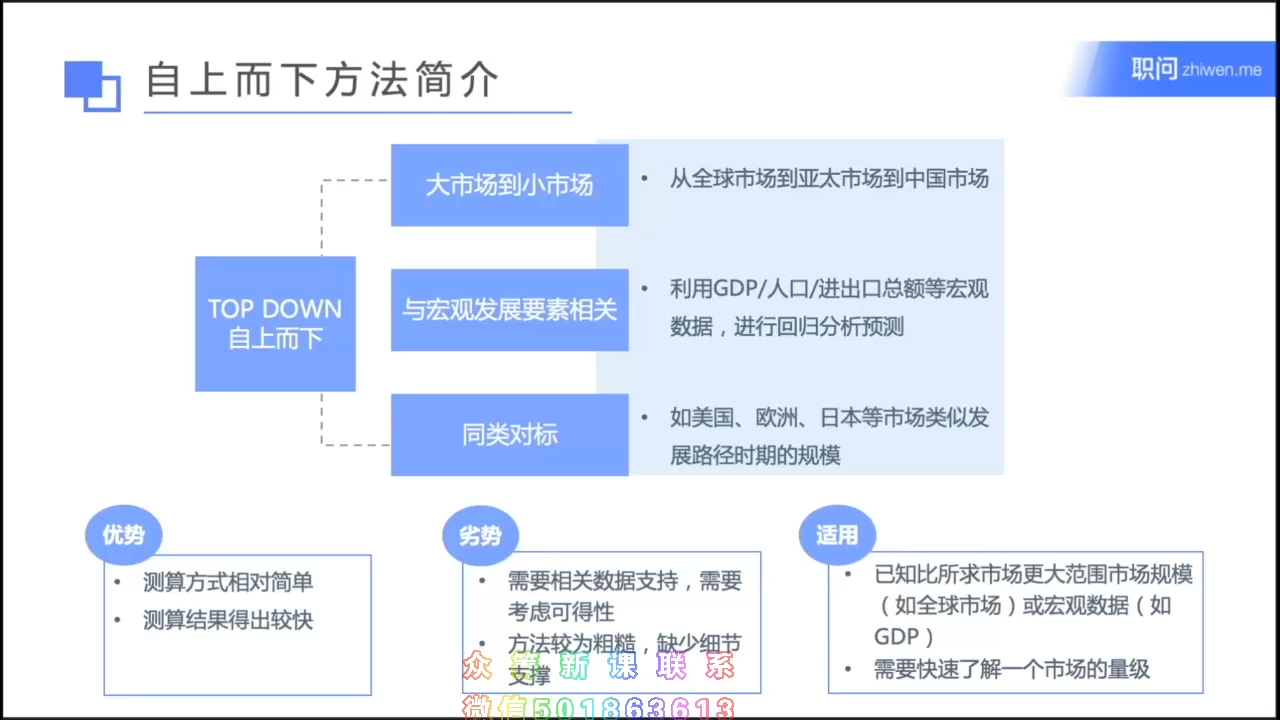 自上而下方法简介
职问 zhiwen.me
大市场到小市场
• 从全球市场到亚太市场到中国市场
TOP DOWN
自上而下
与宏观发展要素相关
• 利用GDP/人口/进出口总额等宏观
数据，进行回归分析预测
同类对标
• 如美国、欧洲、日本等市场类似发
展路径时期的规模
优势
• 测算方式相对简单
• 测算结果得出较快
劣势
• 需要相关数据支持，需要
考虑可得性
• 方法较为粗糙，缺少细节
支撑
适用
• 已知比所求市场更大范围市场规模
（如全球市场）或宏观数据（如
GDP）
• 需要快速了解一个市场的量级
众筹新课联系
微信501863613